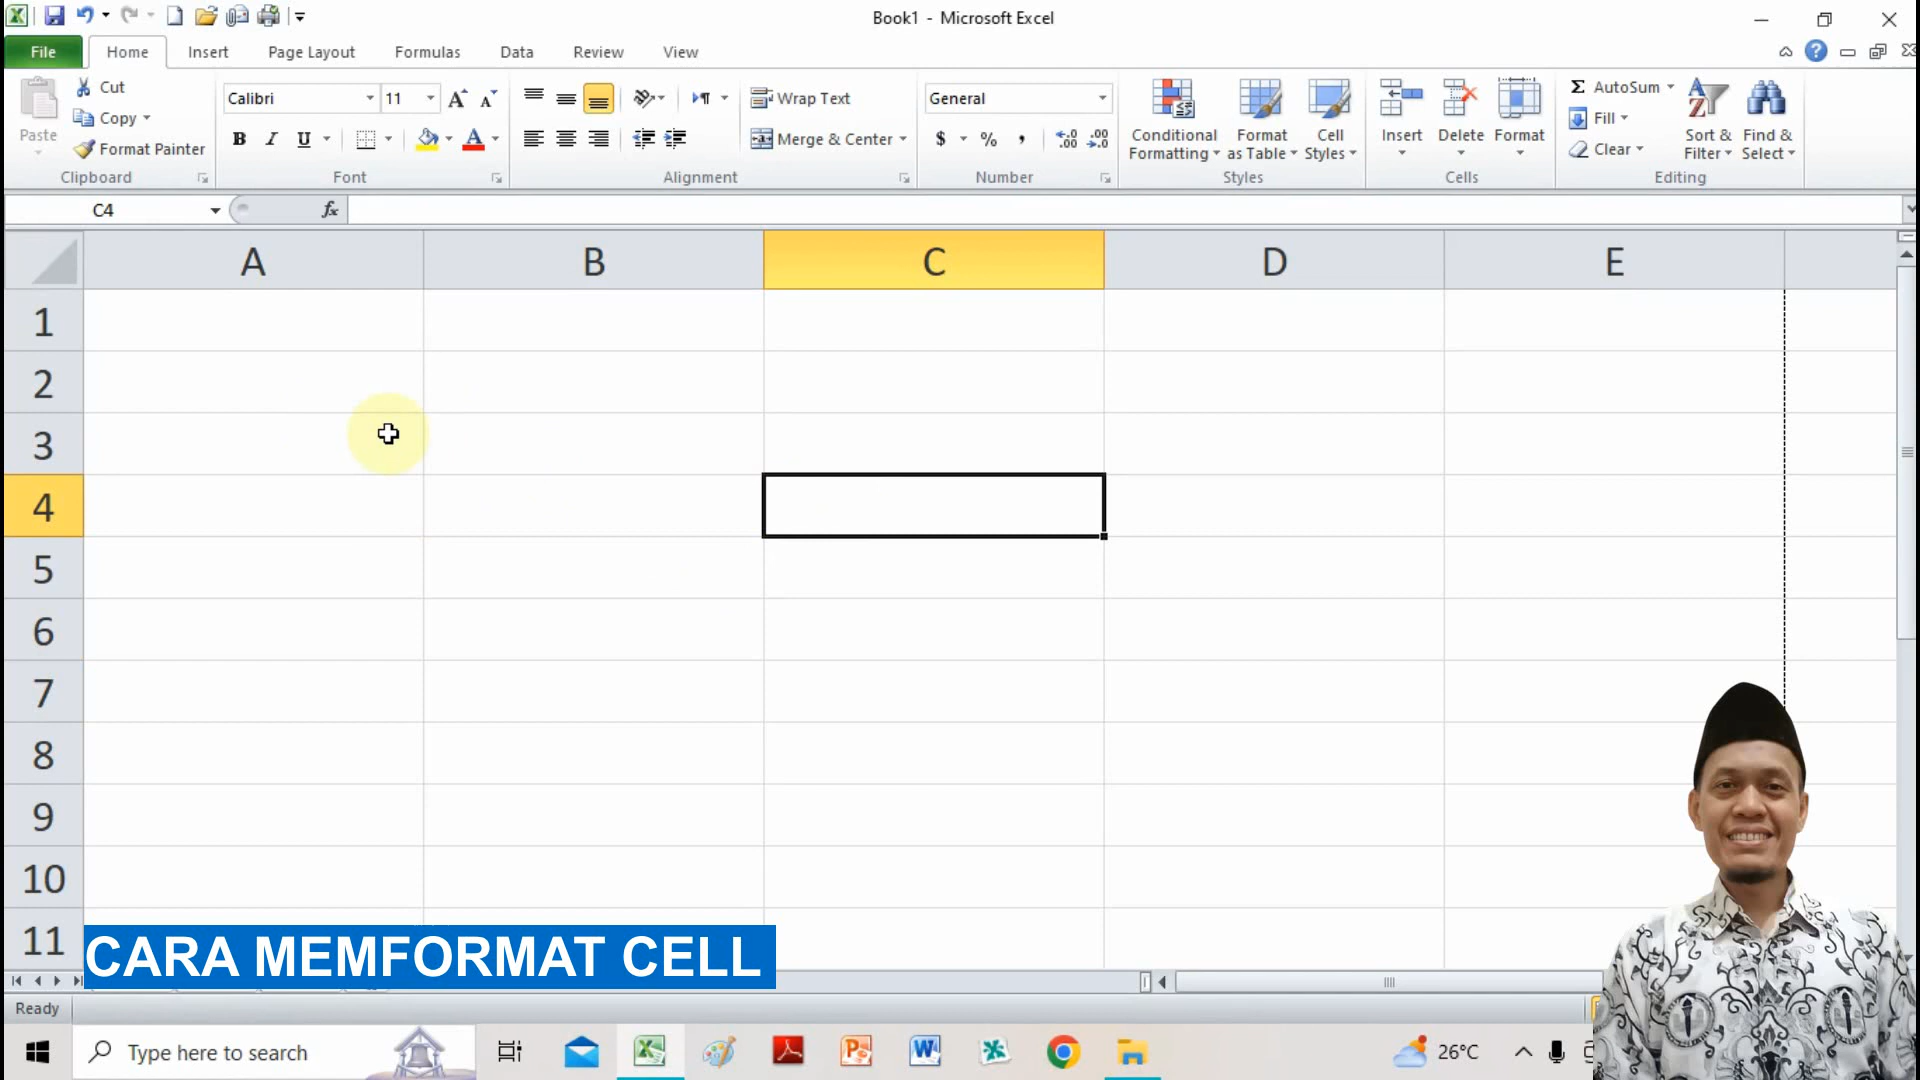 Book1 - Microsoft Excel
File Home Insert Page Layout Formulas Data Review View
Paste
Cut
Copy
Format Painter
Clipboard
Calibri 11
B I U A
Font
Wrap Text
Merge & Center
Alignment
General
$ % ,
Number
Conditional Formatting
Format as Table
Cell Styles
Styles
Insert
Delete
Format
Cells
Σ AutoSum
Fill
Clear
Sort & Filter
Find & Select
Editing
C4 fx
A B C D E
1
2
3
4
5
6
7
8
9
10
11
CARA MEMFORMAT CELL
Ready
Type here to search
26°C